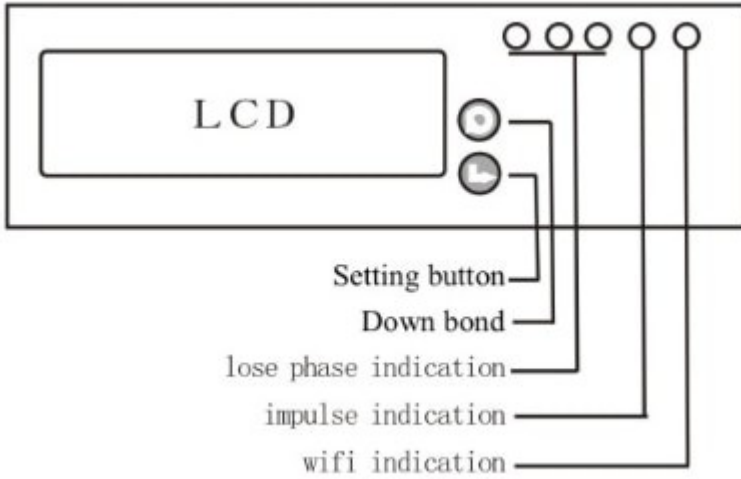 LCD
Setting button
Down bond
lose phase indication
impulse indication
wifi indication